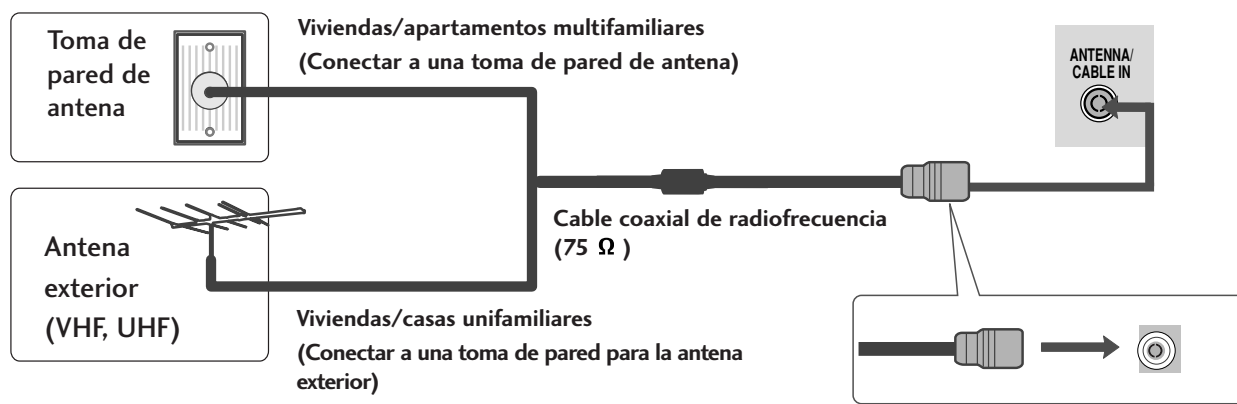 Toma de
pared de
antena
Viviendas/apartamentos multifamiliares
(Conectar a una toma de pared de antena)
ANTENNA/
CABLE IN
Antena
exterior
(VHF, UHF)
Cable coaxial de radiofrecuencia
(75 Ω )
Viviendas/casas unifamiliares
(Conectar a una toma de pared para la antena
exterior)